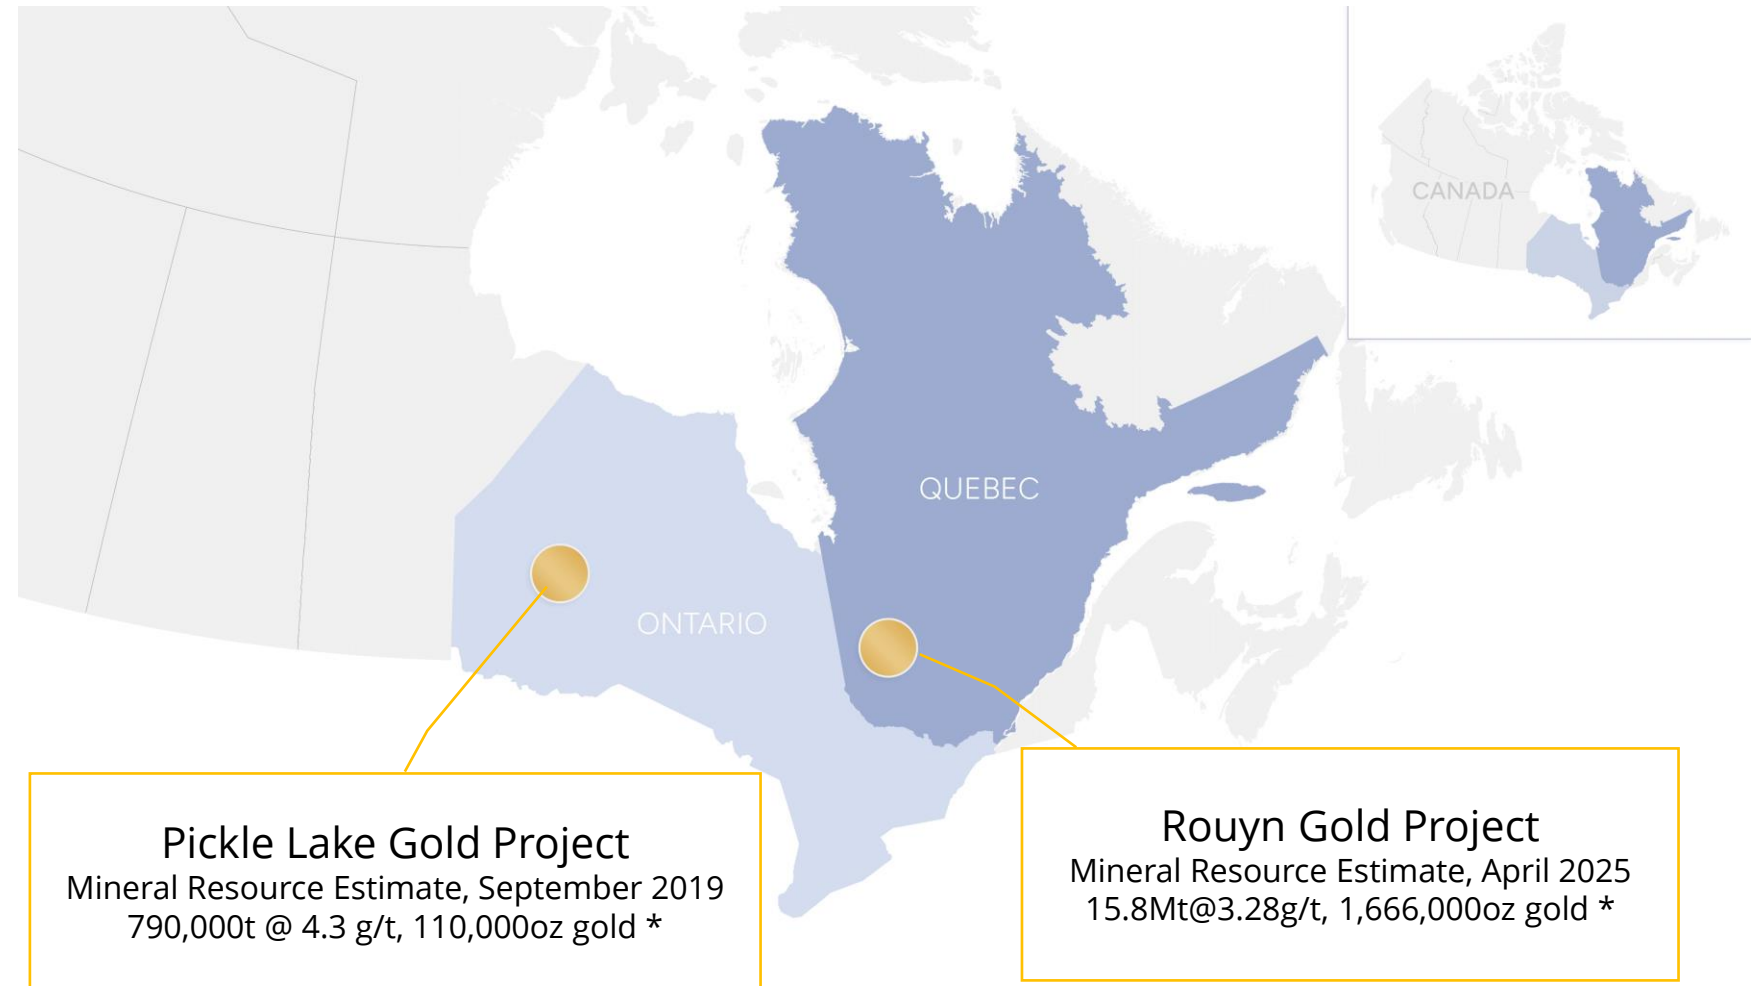 CANADA
QUEBEC
ONTARIO
Pickle Lake Gold Project
Mineral Resource Estimate, September 2019
790,000t @ 4.3 g/t, 110,000oz gold *
Rouyn Gold Project
Mineral Resource Estimate, April 2025
15.8Mt@3.28g/t, 1,666,000oz gold *